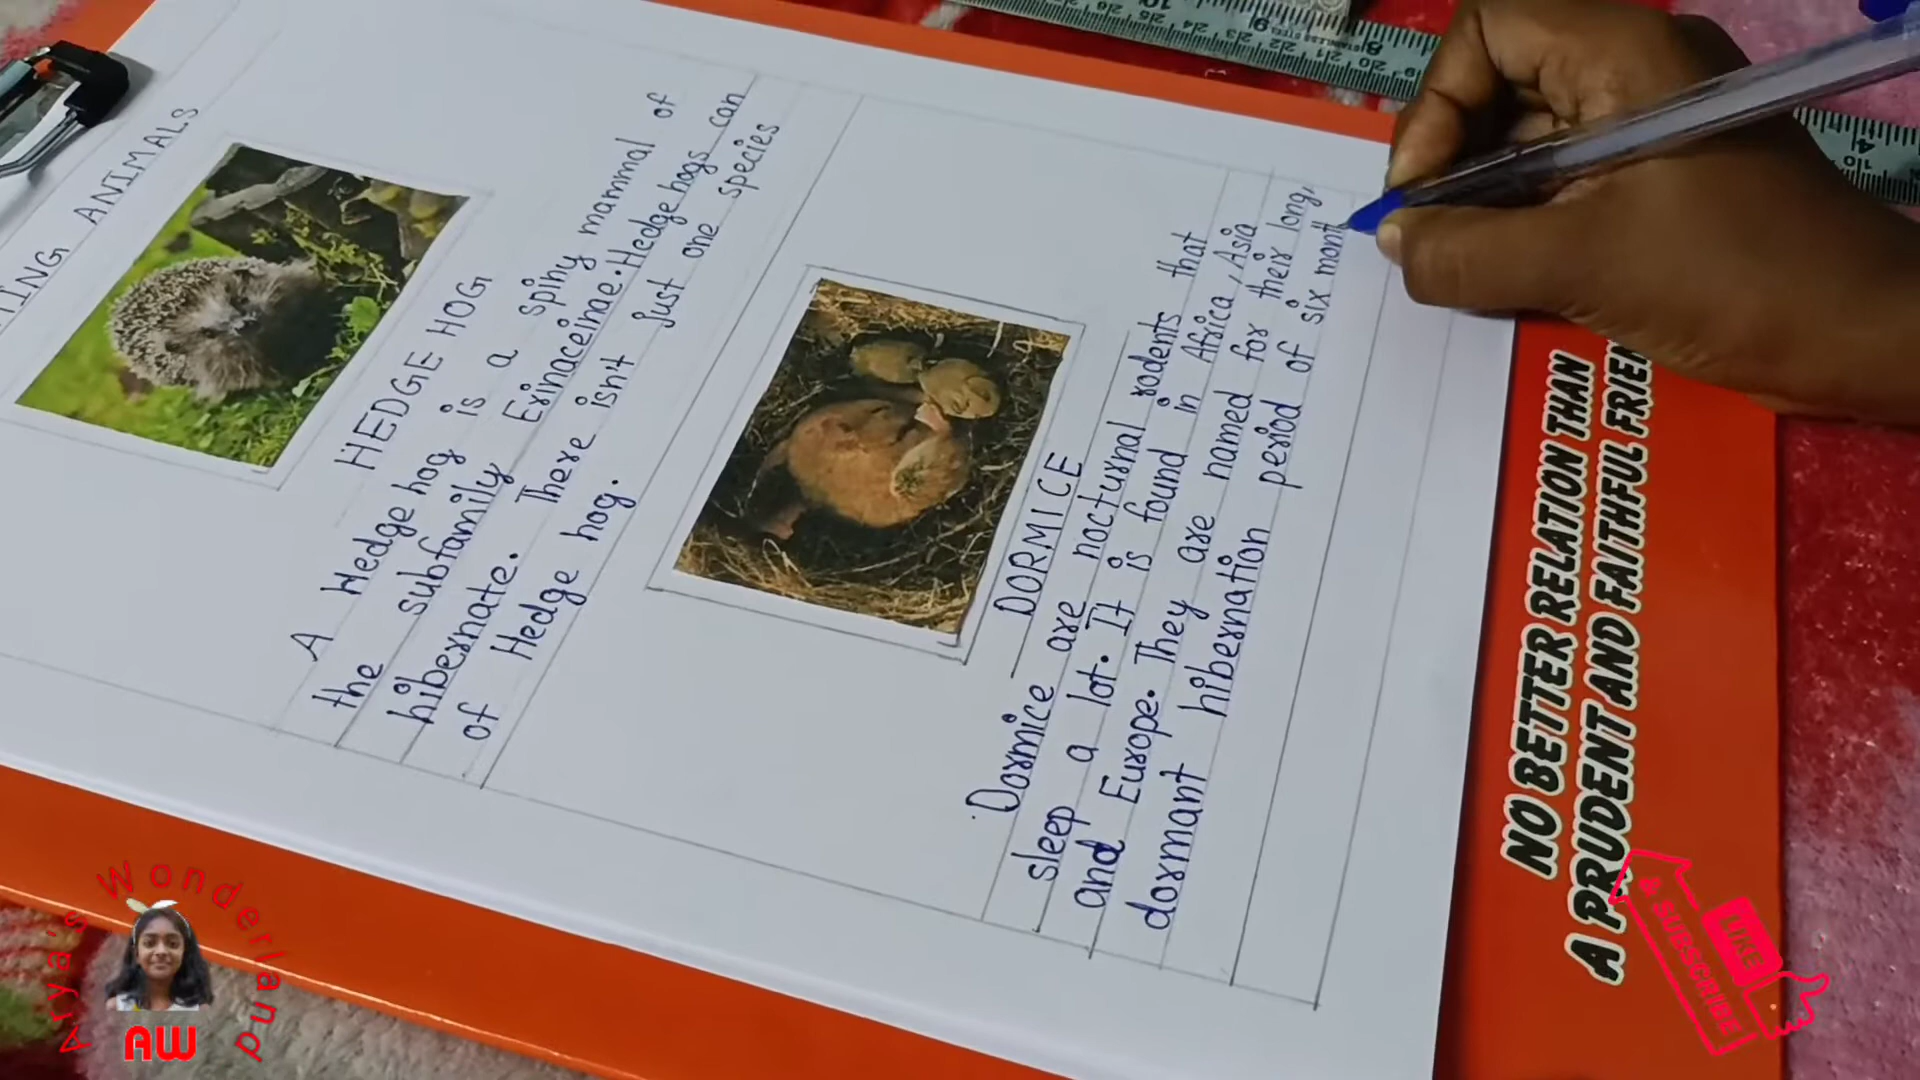 TING ANIMALS
HEDGE HOG
A Hedge hog is a spiny mammal of
the subfamily Erinaceinae. Hedge hogs can
hibernate. There isn't just one species
of Hedge hog.
DORMICE
Dormice are nocturnal rodents that
sleep a lot. It is found in Africa, Asia
and Europe. They are named for their long,
dormant hibernation period of six mont
NO BETTER RELATION THAN
A PRUDENT AND FAITHFUL FRIEN
Arya's Wonderland
AW
LIKE
& SUBSCRIBE